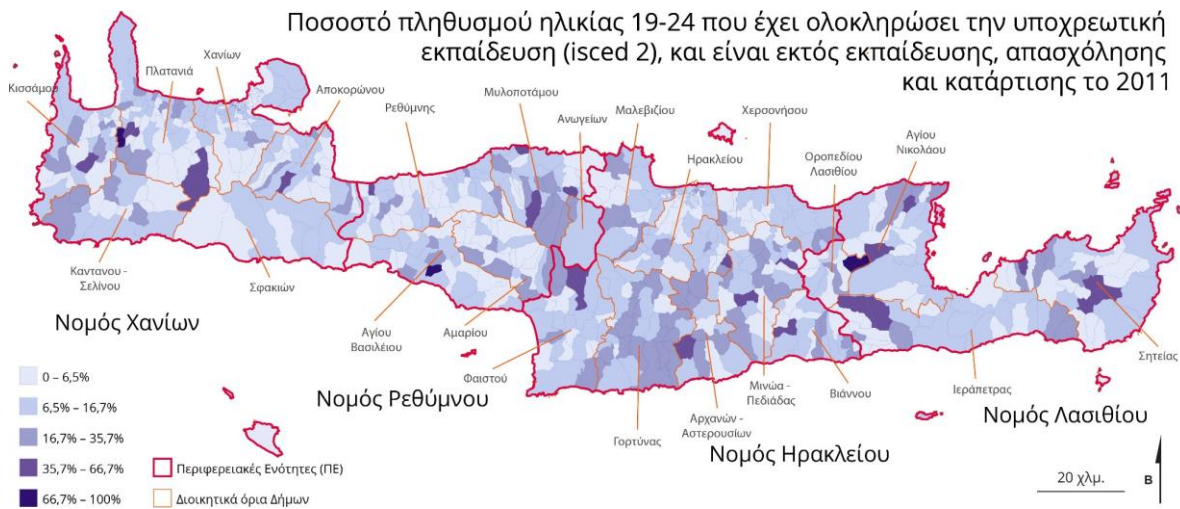 Ποσοστό πληθυσμού ηλικίας 19-24 που έχει ολοκληρώσει την υποχρεωτική
εκπαίδευση (isced 2), και είναι εκτός εκπαίδευσης, απασχόλησης
και κατάρτισης το 2011
Κισσάμου
Πλατανιά
Χανίων
Αποκορώνου
Ρεθύμνης
Μυλοποτάμου
Ανωγείων
Μαλεβιζίου
Ηρακλείου
Χερσονήσου
Οροπεδίου
Λασιθίου
Αγίου
Νικολάου
Καντανου -
Σελίνου
Σφακιών
Αγίου
Βασιλείου
Αμαρίου
Φαιστού
Γορτύνας
Αρχανών -
Αστερουσίων
Μινώα -
Πεδιάδας
Βιάννου
Ιεράπετρας
Σητείας
Νομός Χανίων
Νομός Ρεθύμνου
Νομός Ηρακλείου
Νομός Λασιθίου
0 – 6,5%
6,5% – 16,7%
16,7% – 35,7%
35,7% – 66,7%
66,7% – 100%
Περιφερειακές Ενότητες (ΠΕ)
Διοικητικά όρια Δήμων
20 χλμ.
Β